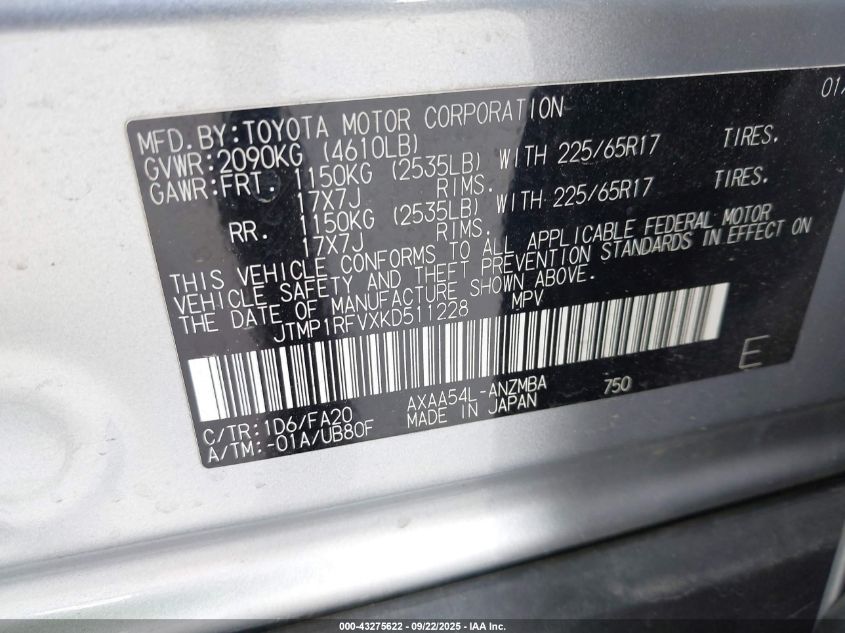 01/
MFD.BY:TOYOTA MOTOR CORPORATION
GVWR:2090KG (4610LB)
GAWR:FRT. 1150KG (2535LB) WITH 225/65R17 TIRES.
17X7J RIMS.
RR. 1150KG (2535LB) WITH 225/65R17 TIRES.
17X7J RIMS.
THIS VEHICLE CONFORMS TO ALL APPLICABLE FEDERAL MOTOR
VEHICLE SAFETY AND THEFT PREVENTION STANDARDS IN EFFECT ON
THE DATE OF MANUFACTURE SHOWN ABOVE.
JTMP1RFVXKD511228 MPV
E
C/TR:1D6/FA20 AXAA54L-ANZMBA 750
A/TM:-01A/UB80F MADE IN JAPAN
000-43275622 - 09/22/2025 - IAA Inc.